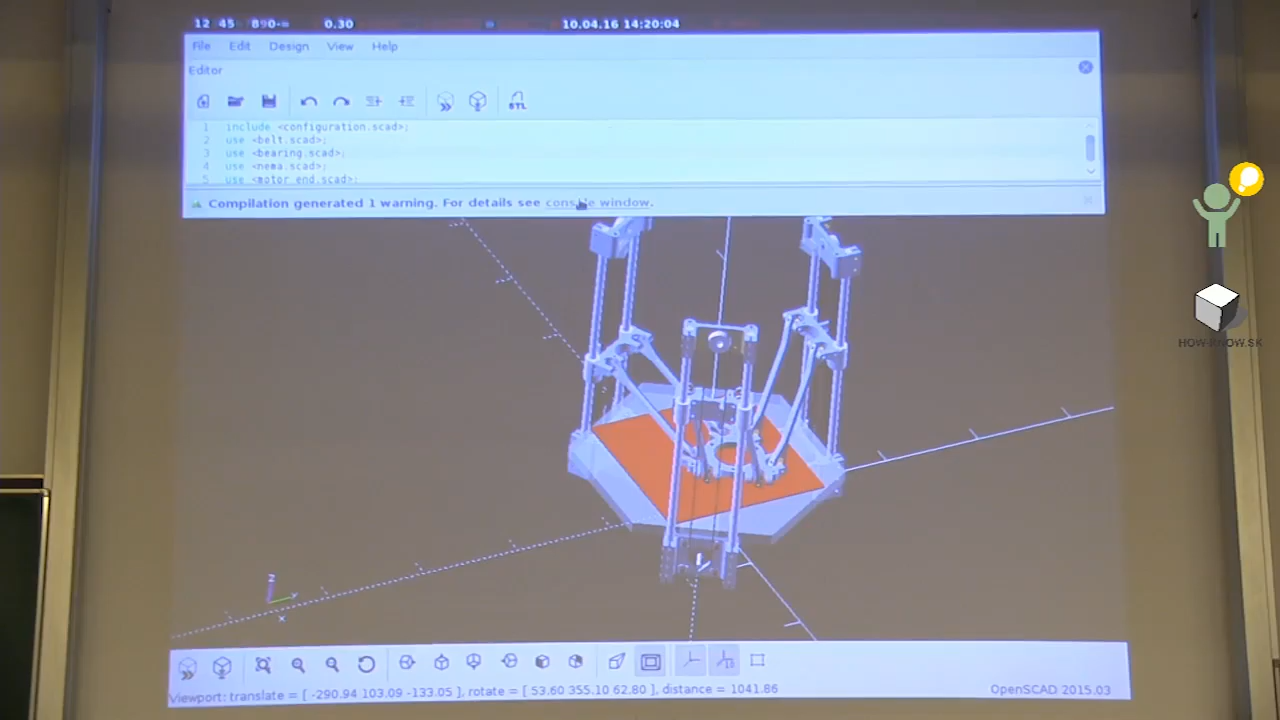 12 45 890 0.30 10.04.16 14:20:04
File Edit Design View Help
Editor
STL
1 include <configuration.scad>;
2 use <belt.scad>;
3 use <bearing.scad>;
4 use <nema.scad>;
5 use <motor_end.scad>;
Compilation generated 1 warning. For details see console window.
HOW-KNOW.SK
z
x
Viewport: translate = [ -290.94 103.09 -133.05 ], rotate = [ 53.60 355.10 62.80 ], distance = 1041.86
OpenSCAD 2015.03